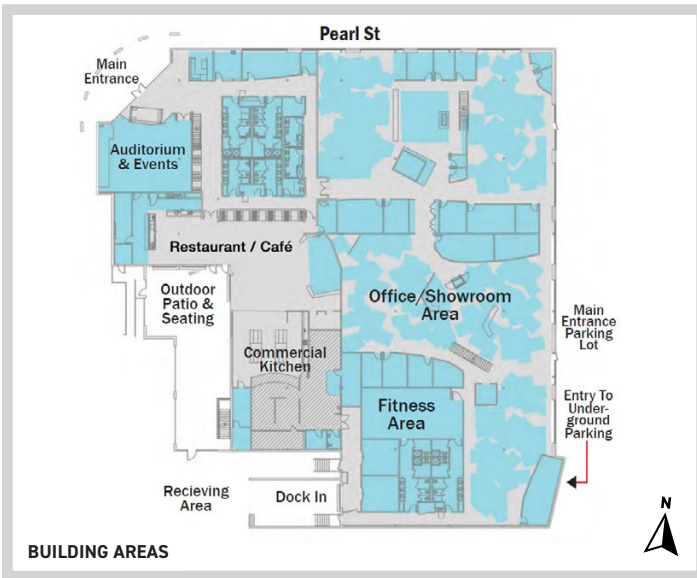 Pearl St
Main
Entrance
Auditorium
& Events
Restaurant / Café
Outdoor
Patio &
Seating
Office/Showroom
Area
Main
Entrance
Parking
Lot
Commercial
Kitchen
Fitness
Area
Entry To
Under-
ground
Parking
Recieving
Area
Dock In
N
BUILDING AREAS